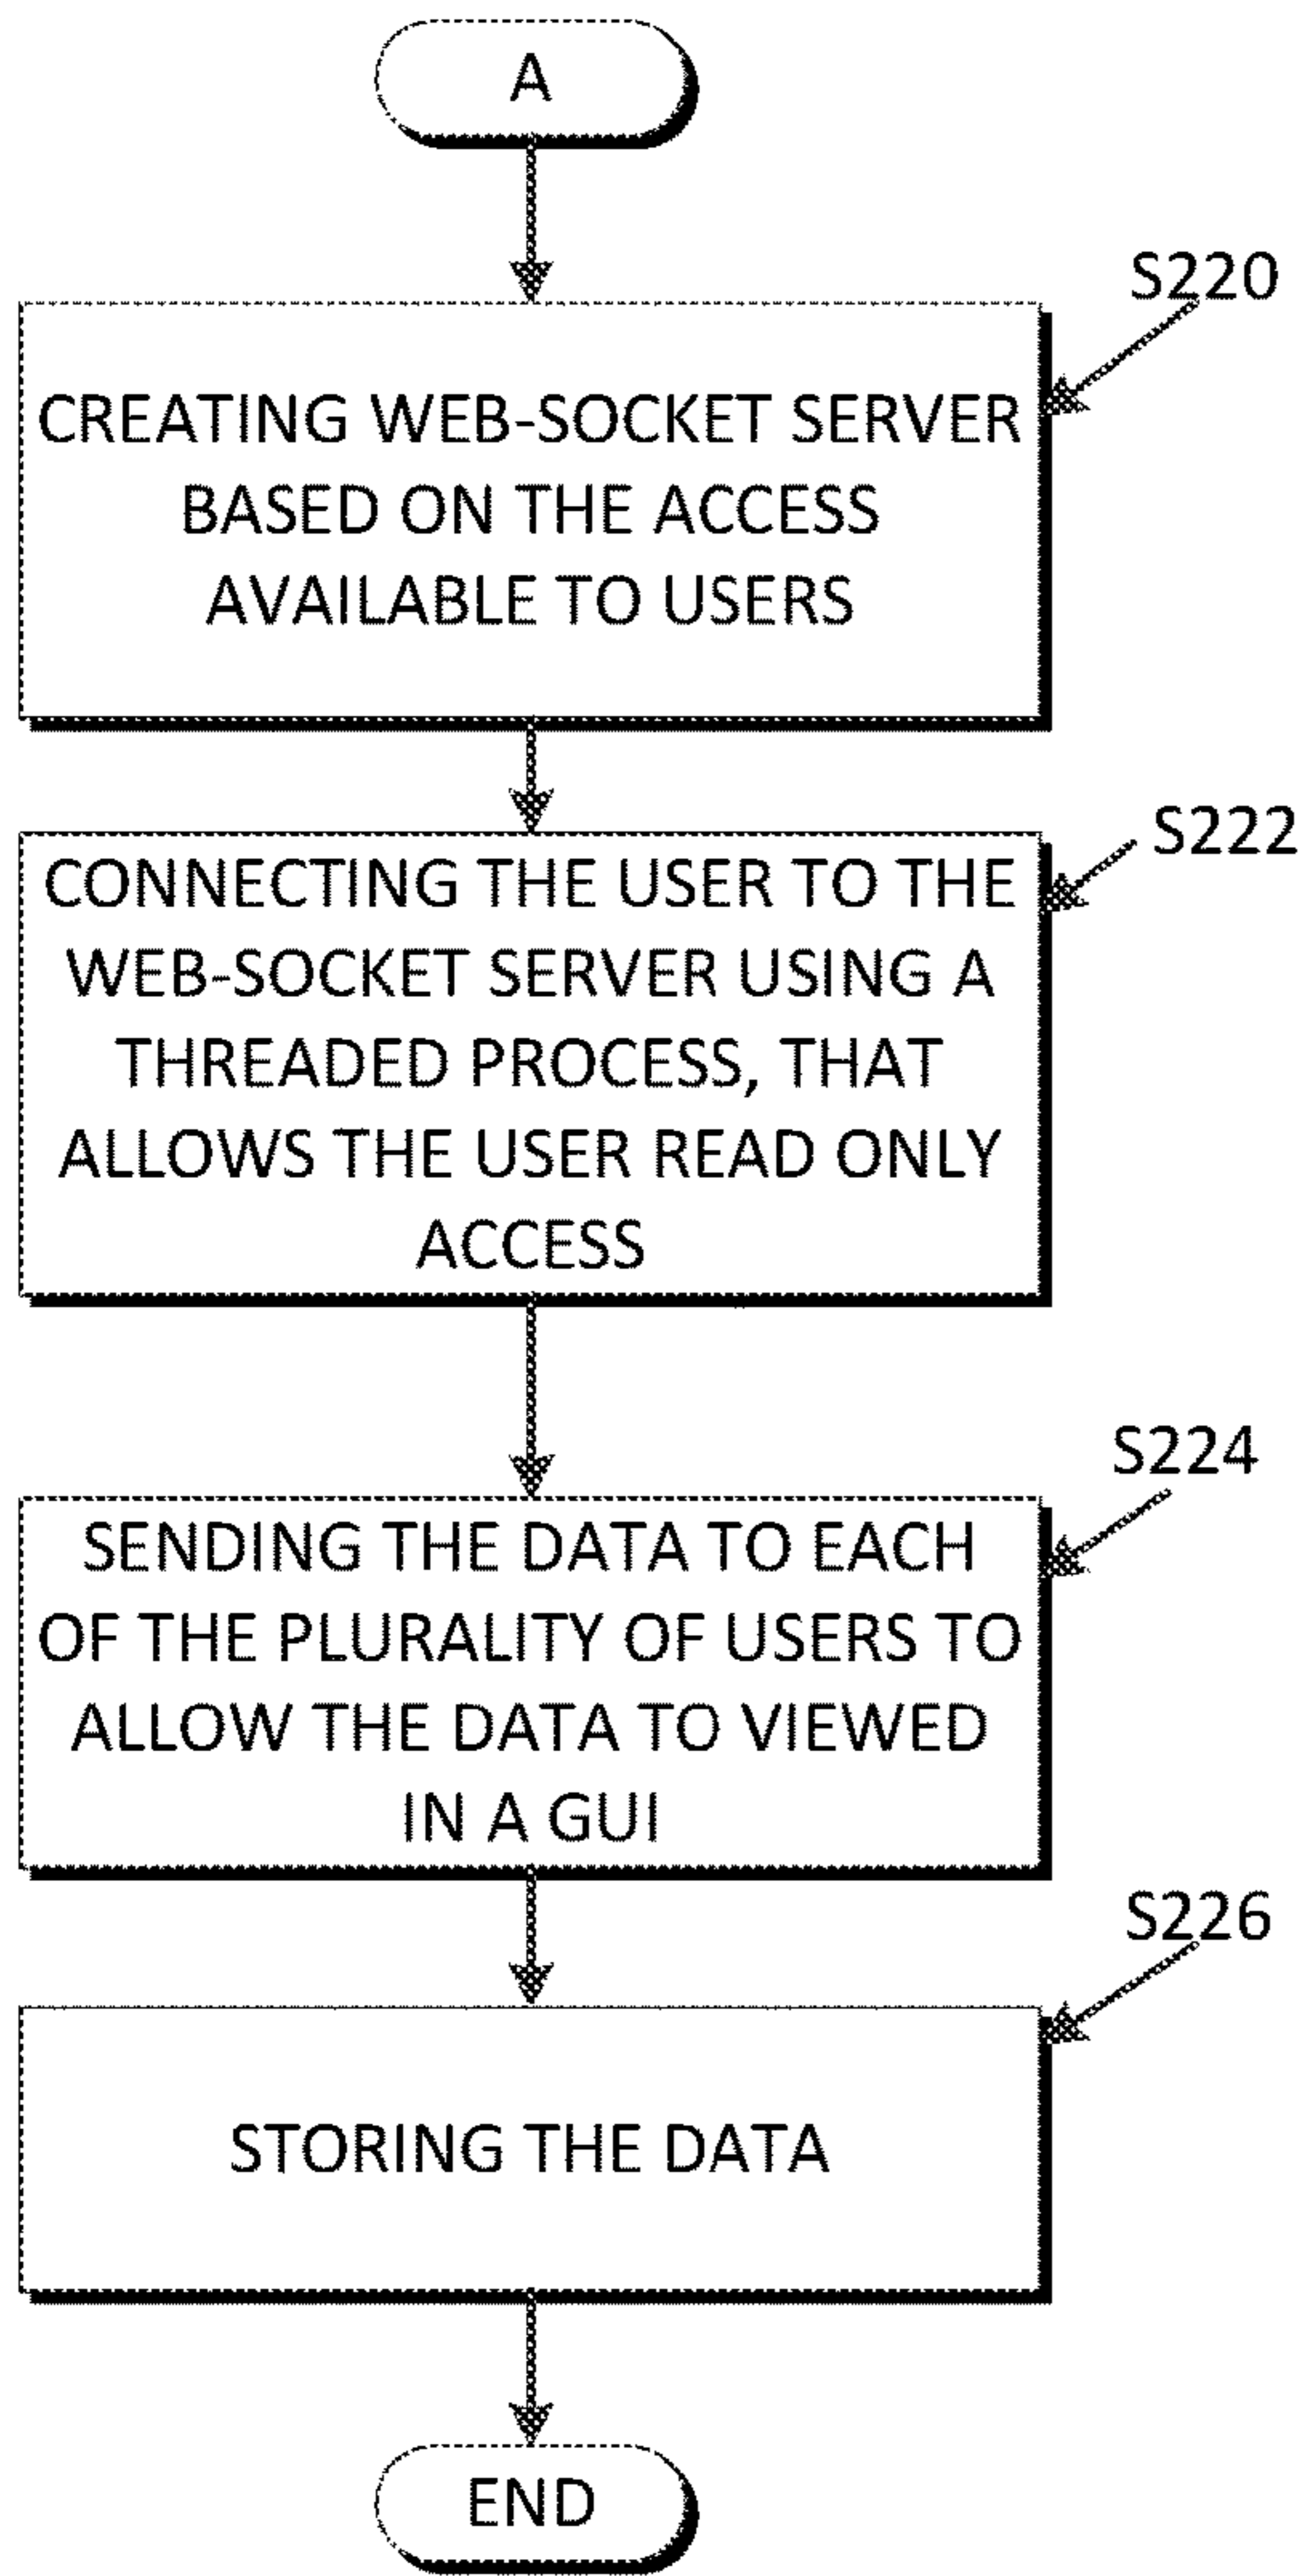 A
S220
CREATING WEB-SOCKET SERVER
BASED ON THE ACCESS
AVAILABLE TO USERS
S222
CONNECTING THE USER TO THE
WEB-SOCKET SERVER USING A
THREADED PROCESS, THAT
ALLOWS THE USER READ ONLY
ACCESS
S224
SENDING THE DATA TO EACH
OF THE PLURALITY OF USERS TO
ALLOW THE DATA TO VIEWED
IN A GUI
S226
STORING THE DATA
END